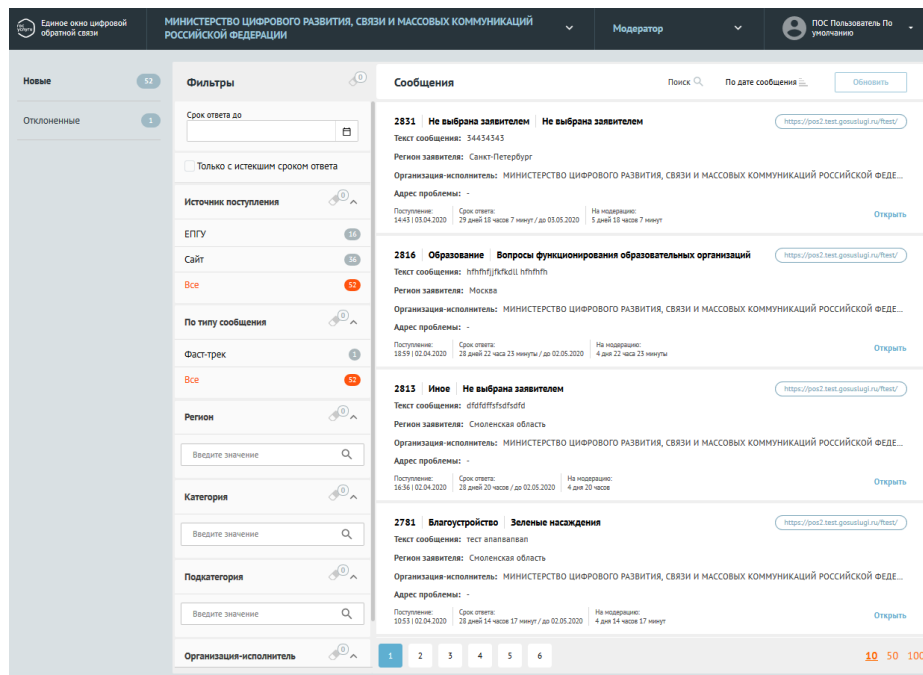 гос услуги
Единое окно цифровой
обратной связи
МИНИСТЕРСТВО ЦИФРОВОГО РАЗВИТИЯ, СВЯЗИ И МАССОВЫХ КОММУНИКАЦИЙ
РОССИЙСКОЙ ФЕДЕРАЦИИ
Модератор
ПОС Пользователь По
умолчанию
Новые 52
Отклоненные 1
Фильтры 0
Срок ответа до
Только с истекшим сроком ответа
Источник поступления 0
ЕПГУ 16
Сайт 36
Все 52
По типу сообщения 0
Фаст-трек 1
Все 52
Регион 0
Введите значение
Категория 0
Введите значение
Подкатегория 0
Введите значение
Организация-исполнитель 0
Сообщения Поиск По дате сообщения Обновить
2831 Не выбрана заявителем Не выбрана заявителем https://pos2.test.gosuslugi.ru/ftest/
Текст сообщения: 34434343
Регион заявителя: Санкт-Петербург
Организация-исполнитель: МИНИСТЕРСТВО ЦИФРОВОГО РАЗВИТИЯ, СВЯЗИ И МАССОВЫХ КОММУНИКАЦИЙ РОССИЙСКОЙ ФЕДЕ...
Адрес проблемы: -
Поступление: Срок ответа: На модерацию:
14:43 | 03.04.2020 29 дней 18 часов 7 минут / до 03.05.2020 5 дней 18 часов 7 минут Открыть
2816 Образование Вопросы функционирования образовательных организаций https://pos2.test.gosuslugi.ru/ftest/
Текст сообщения: hfhfhfjjfkfkdll hfhfhfh
Регион заявителя: Москва
Организация-исполнитель: МИНИСТЕРСТВО ЦИФРОВОГО РАЗВИТИЯ, СВЯЗИ И МАССОВЫХ КОММУНИКАЦИЙ РОССИЙСКОЙ ФЕДЕ...
Адрес проблемы: -
Поступление: Срок ответа: На модерацию:
18:59 | 02.04.2020 28 дней 22 часа 23 минуты / до 02.05.2020 4 дня 22 часа 23 минуты Открыть
2813 Иное Не выбрана заявителем https://pos2.test.gosuslugi.ru/ftest/
Текст сообщения: dfdfdffsfsdfsdfd
Регион заявителя: Смоленская область
Организация-исполнитель: МИНИСТЕРСТВО ЦИФРОВОГО РАЗВИТИЯ, СВЯЗИ И МАССОВЫХ КОММУНИКАЦИЙ РОССИЙСКОЙ ФЕДЕ...
Адрес проблемы: -
Поступление: Срок ответа: На модерацию:
16:36 | 02.04.2020 28 дней 20 часов / до 02.05.2020 4 дня 20 часов Открыть
2781 Благоустройство Зеленые насаждения https://pos2.test.gosuslugi.ru/ftest/
Текст сообщения: тест апапвапвап
Регион заявителя: Смоленская область
Организация-исполнитель: МИНИСТЕРСТВО ЦИФРОВОГО РАЗВИТИЯ, СВЯЗИ И МАССОВЫХ КОММУНИКАЦИЙ РОССИЙСКОЙ ФЕДЕ...
Адрес проблемы: -
Поступление: Срок ответа: На модерацию:
10:53 | 02.04.2020 28 дней 14 часов 17 минут / до 02.05.2020 4 дня 14 часов 17 минут Открыть
1 2 3 4 5 6 10 50 100